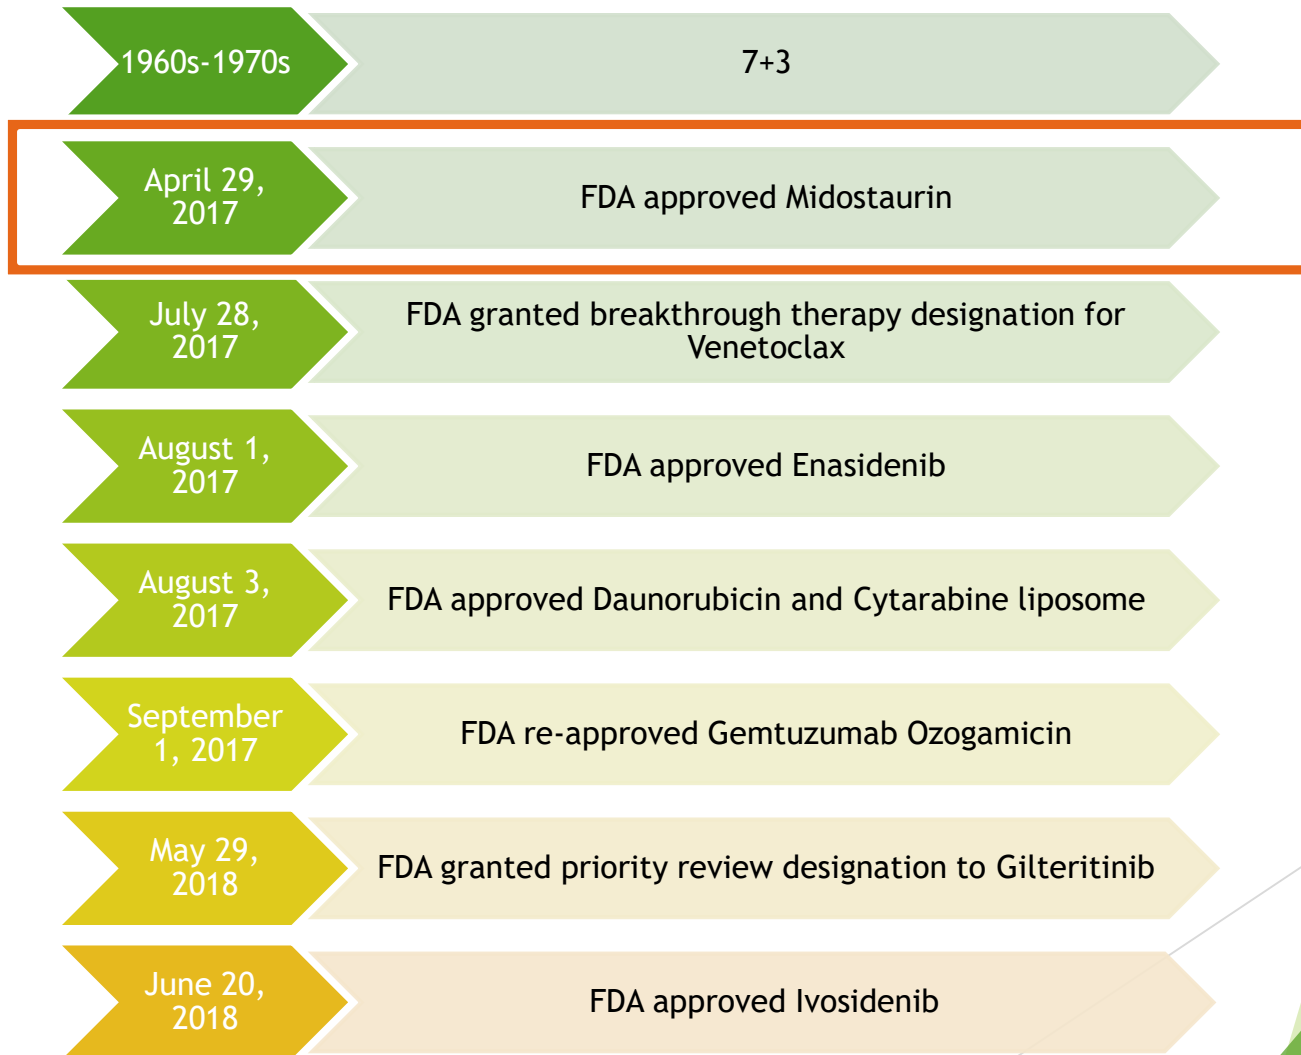 1960s-1970s
7+3
April 29,
2017
FDA approved Midostaurin
July 28,
2017
FDA granted breakthrough therapy designation for
Venetoclax
August 1,
2017
FDA approved Enasidenib
August 3,
2017
FDA approved Daunorubicin and Cytarabine liposome
September
1, 2017
FDA re-approved Gemtuzumab Ozogamicin
May 29,
2018
FDA granted priority review designation to Gilteritinib
June 20,
2018
FDA approved Ivosidenib